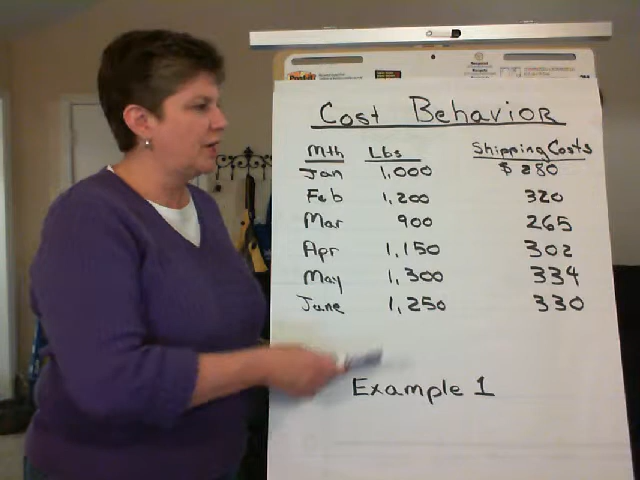 Cost Behavior
Mth Lbs Shipping Costs
Jan 1,000 $280
Feb 1,200 320
Mar 900 265
Apr 1,150 302
May 1,300 334
June 1,250 330
Example 1